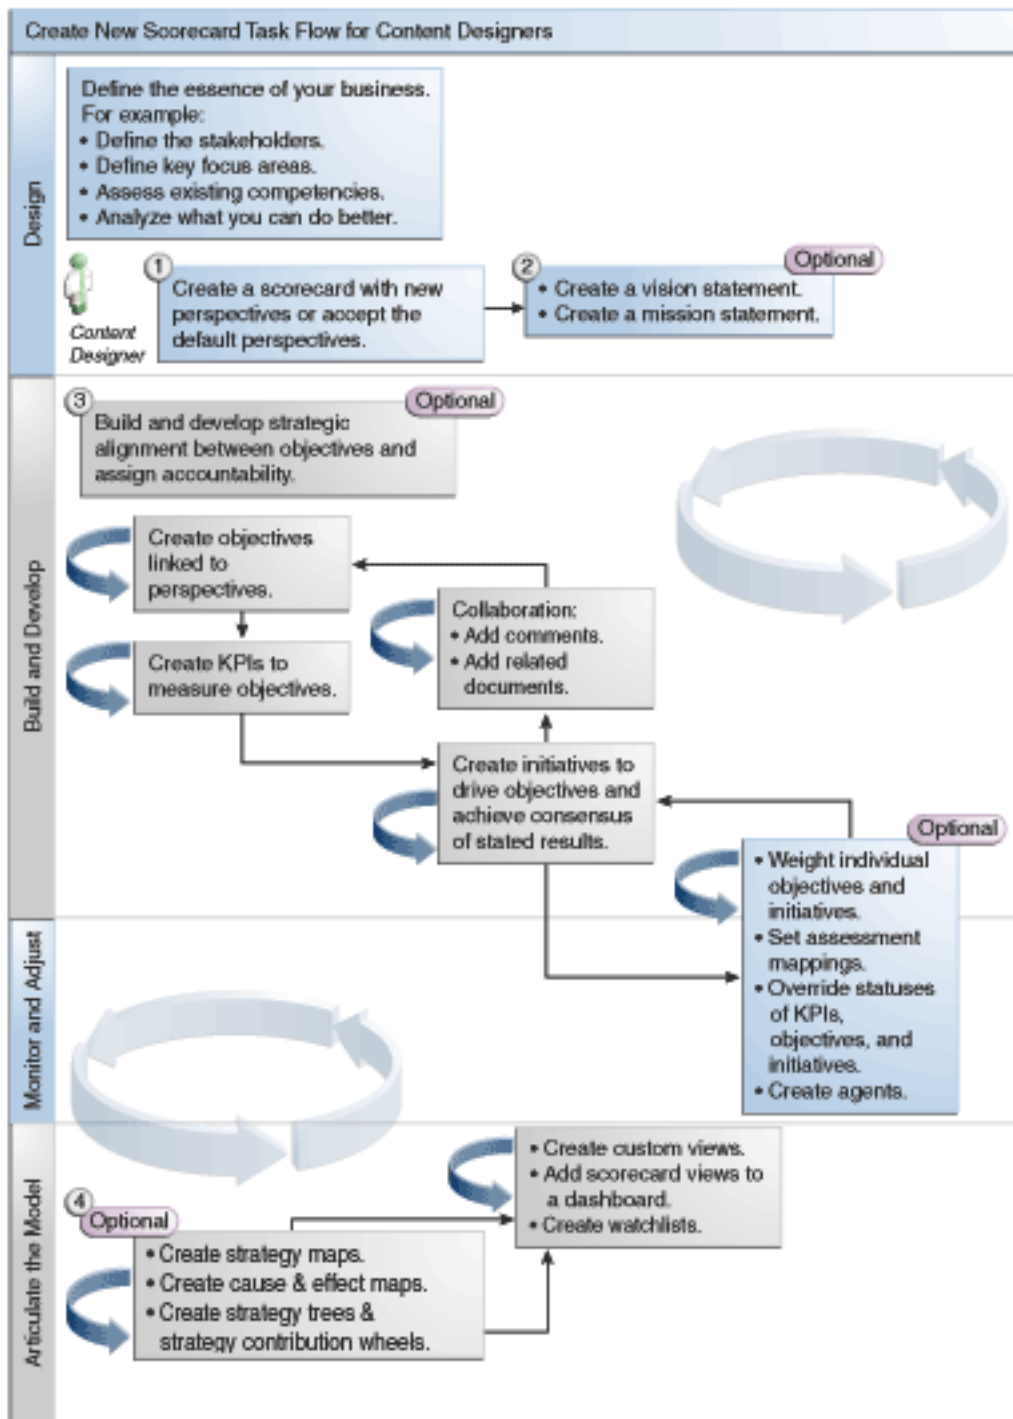 Create New Scorecard Task Flow for Content Designers
Design
Define the essence of your business.
For example:
• Define the stakeholders.
• Define key focus areas.
• Assess existing competencies.
• Analyze what you can do better.
Content
Designer
1
Create a scorecard with new
perspectives or accept the
default perspectives.
2
Optional
• Create a vision statement.
• Create a mission statement.
Build and Develop
3
Optional
Build and develop strategic
alignment between objectives and
assign accountability.
Create objectives
linked to
perspectives.
Create KPIs to
measure objectives.
Collaboration:
• Add comments.
• Add related
documents.
Create initiatives to
drive objectives and
achieve consensus
of stated results.
Optional
• Weight individual
objectives and
initiatives.
• Set assessment
mappings.
• Override statuses
of KPIs,
objectives, and
initiatives.
• Create agents.
Monitor and Adjust
Articulate the Model
• Create custom views.
• Add scorecard views to
a dashboard.
• Create watchlists.
4
Optional
• Create strategy maps.
• Create cause & effect maps.
• Create strategy trees &
strategy contribution wheels.